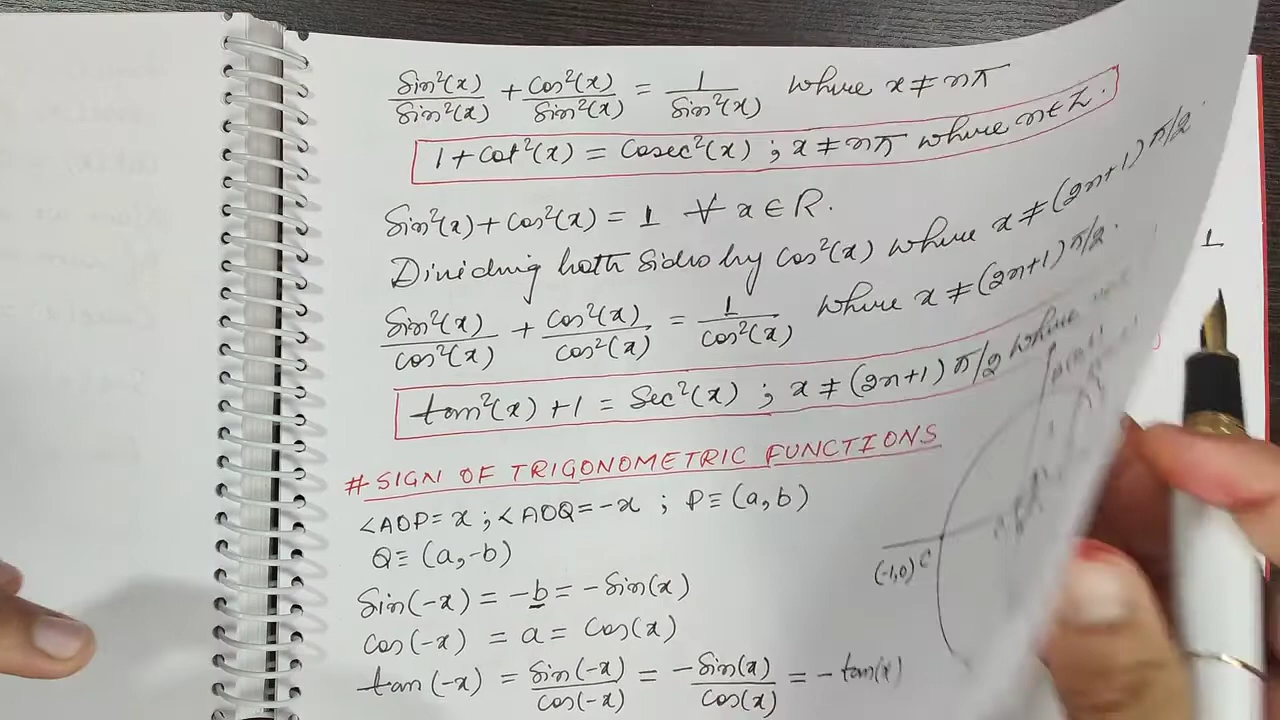 Sin²(x)/Sin²(x) + Cos²(x)/Sin²(x) = 1/Sin²(x) where x ≠ nπ
1 + Cot²(x) = Cosec²(x) ; x ≠ nπ where n ∈ Z.
Sin²(x) + Cos²(x) = 1 ∀ x ∈ R.
Dividing both sides by Cos²(x) where x ≠ (2n+1) π/2
Sin²(x)/Cos²(x) + Cos²(x)/Cos²(x) = 1/Cos²(x) where x ≠ (2n+1) π/2.
tan²(x) + 1 = Sec²(x) ; x ≠ (2n+1) π/2 where
# SIGN OF TRIGONOMETRIC FUNCTIONS
∠AOP = x ; ∠AOQ = -x ; P ≡ (a, b)
Q ≡ (a, -b)
(-1,0) C
Sin(-x) = -b = -Sin(x)
Cos(-x) = a = Cos(x)
tan(-x) = Sin(-x)/Cos(-x) = -Sin(x)/Cos(x) = -tan(x)
1